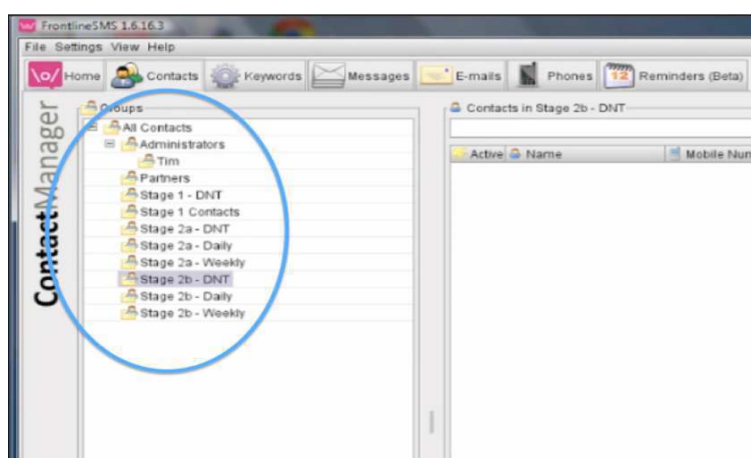 FrontlineSMS 1.6.16.3
File Settings View Help
\o/ Home Contacts Keywords Messages E-mails Phones 12 Reminders (Beta)
ContactManager
Groups
All Contacts
Administrators
Tim
Partners
Stage 1 - DNT
Stage 1 Contacts
Stage 2a - DNT
Stage 2a - Daily
Stage 2a - Weekly
Stage 2b - DNT
Stage 2b - Daily
Stage 2b - Weekly
Contacts in Stage 2b - DNT
Active Name Mobile Num